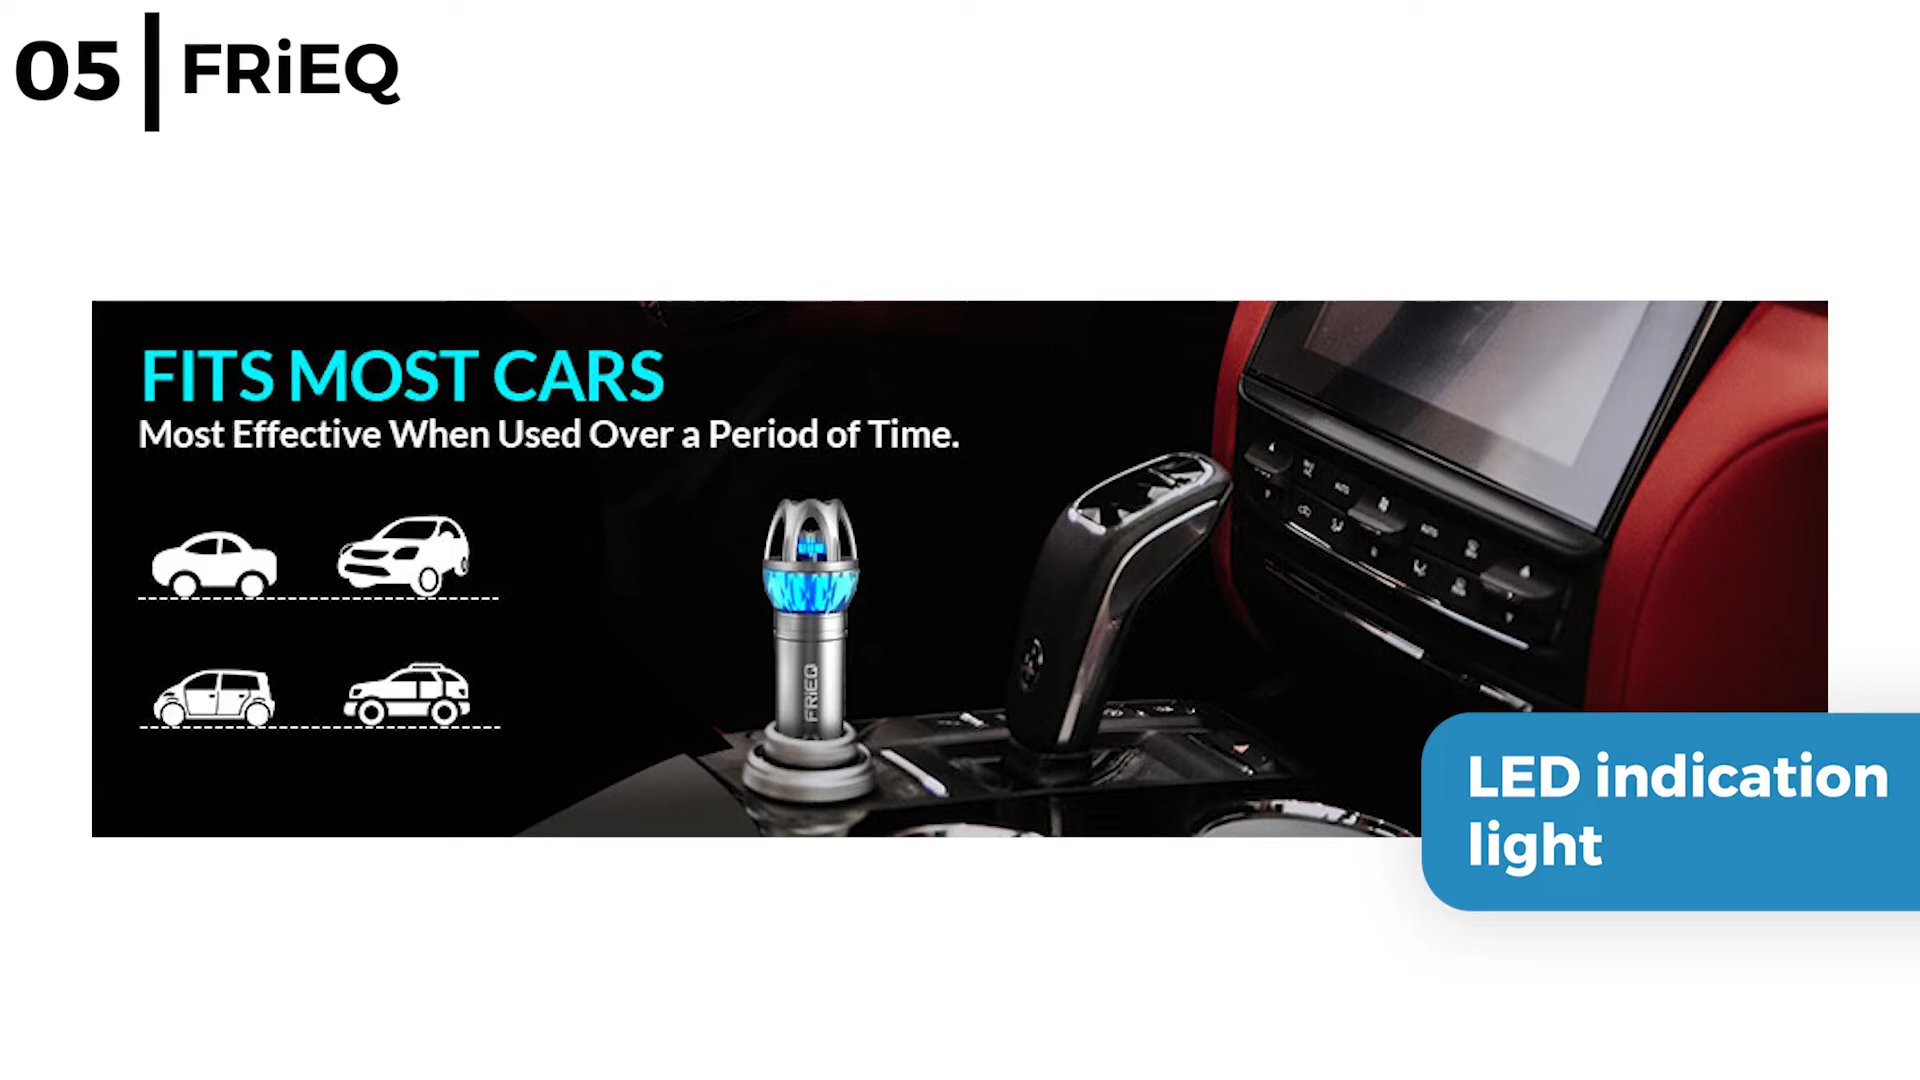 05 | FRiEQ
FITS MOST CARS
Most Effective When Used Over a Period of Time.
FRiEQ
LED indication
light